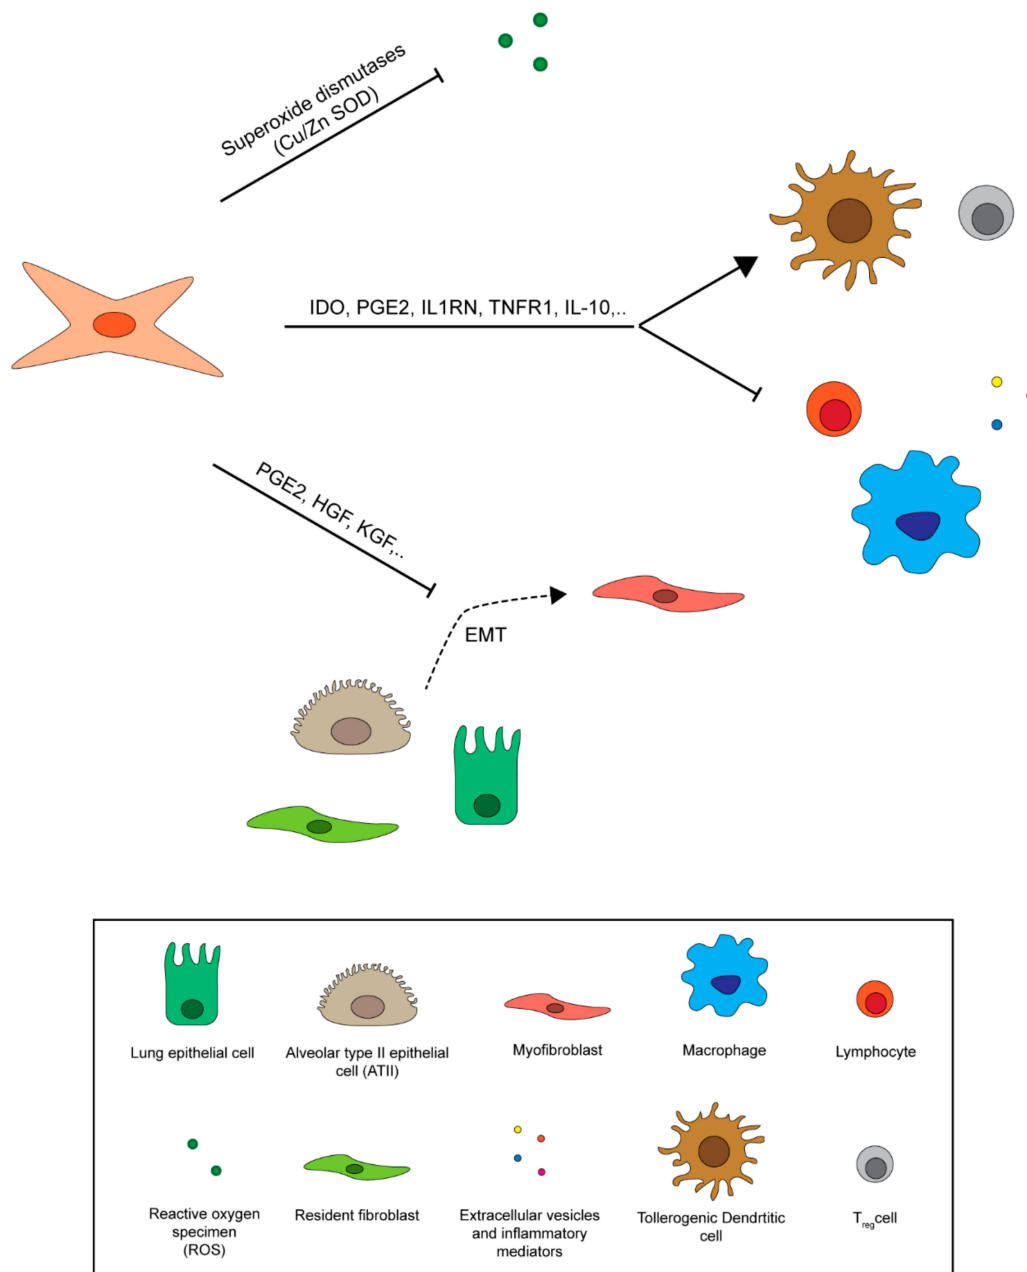 Superoxide dismutases
(Cu/Zn SOD)
IDO, PGE2, IL1RN, TNFR1, IL-10,..
PGE2, HGF, KGF,..
EMT
Lung epithelial cell
Alveolar type II epithelial
cell (ATII)
Myofibroblast
Macrophage
Lymphocyte
Reactive oxygen
specimen
(ROS)
Resident fibroblast
Extracellular vesicles
and inflammatory
mediators
Tollerogenic Dendrtitic
cell
Treg cell